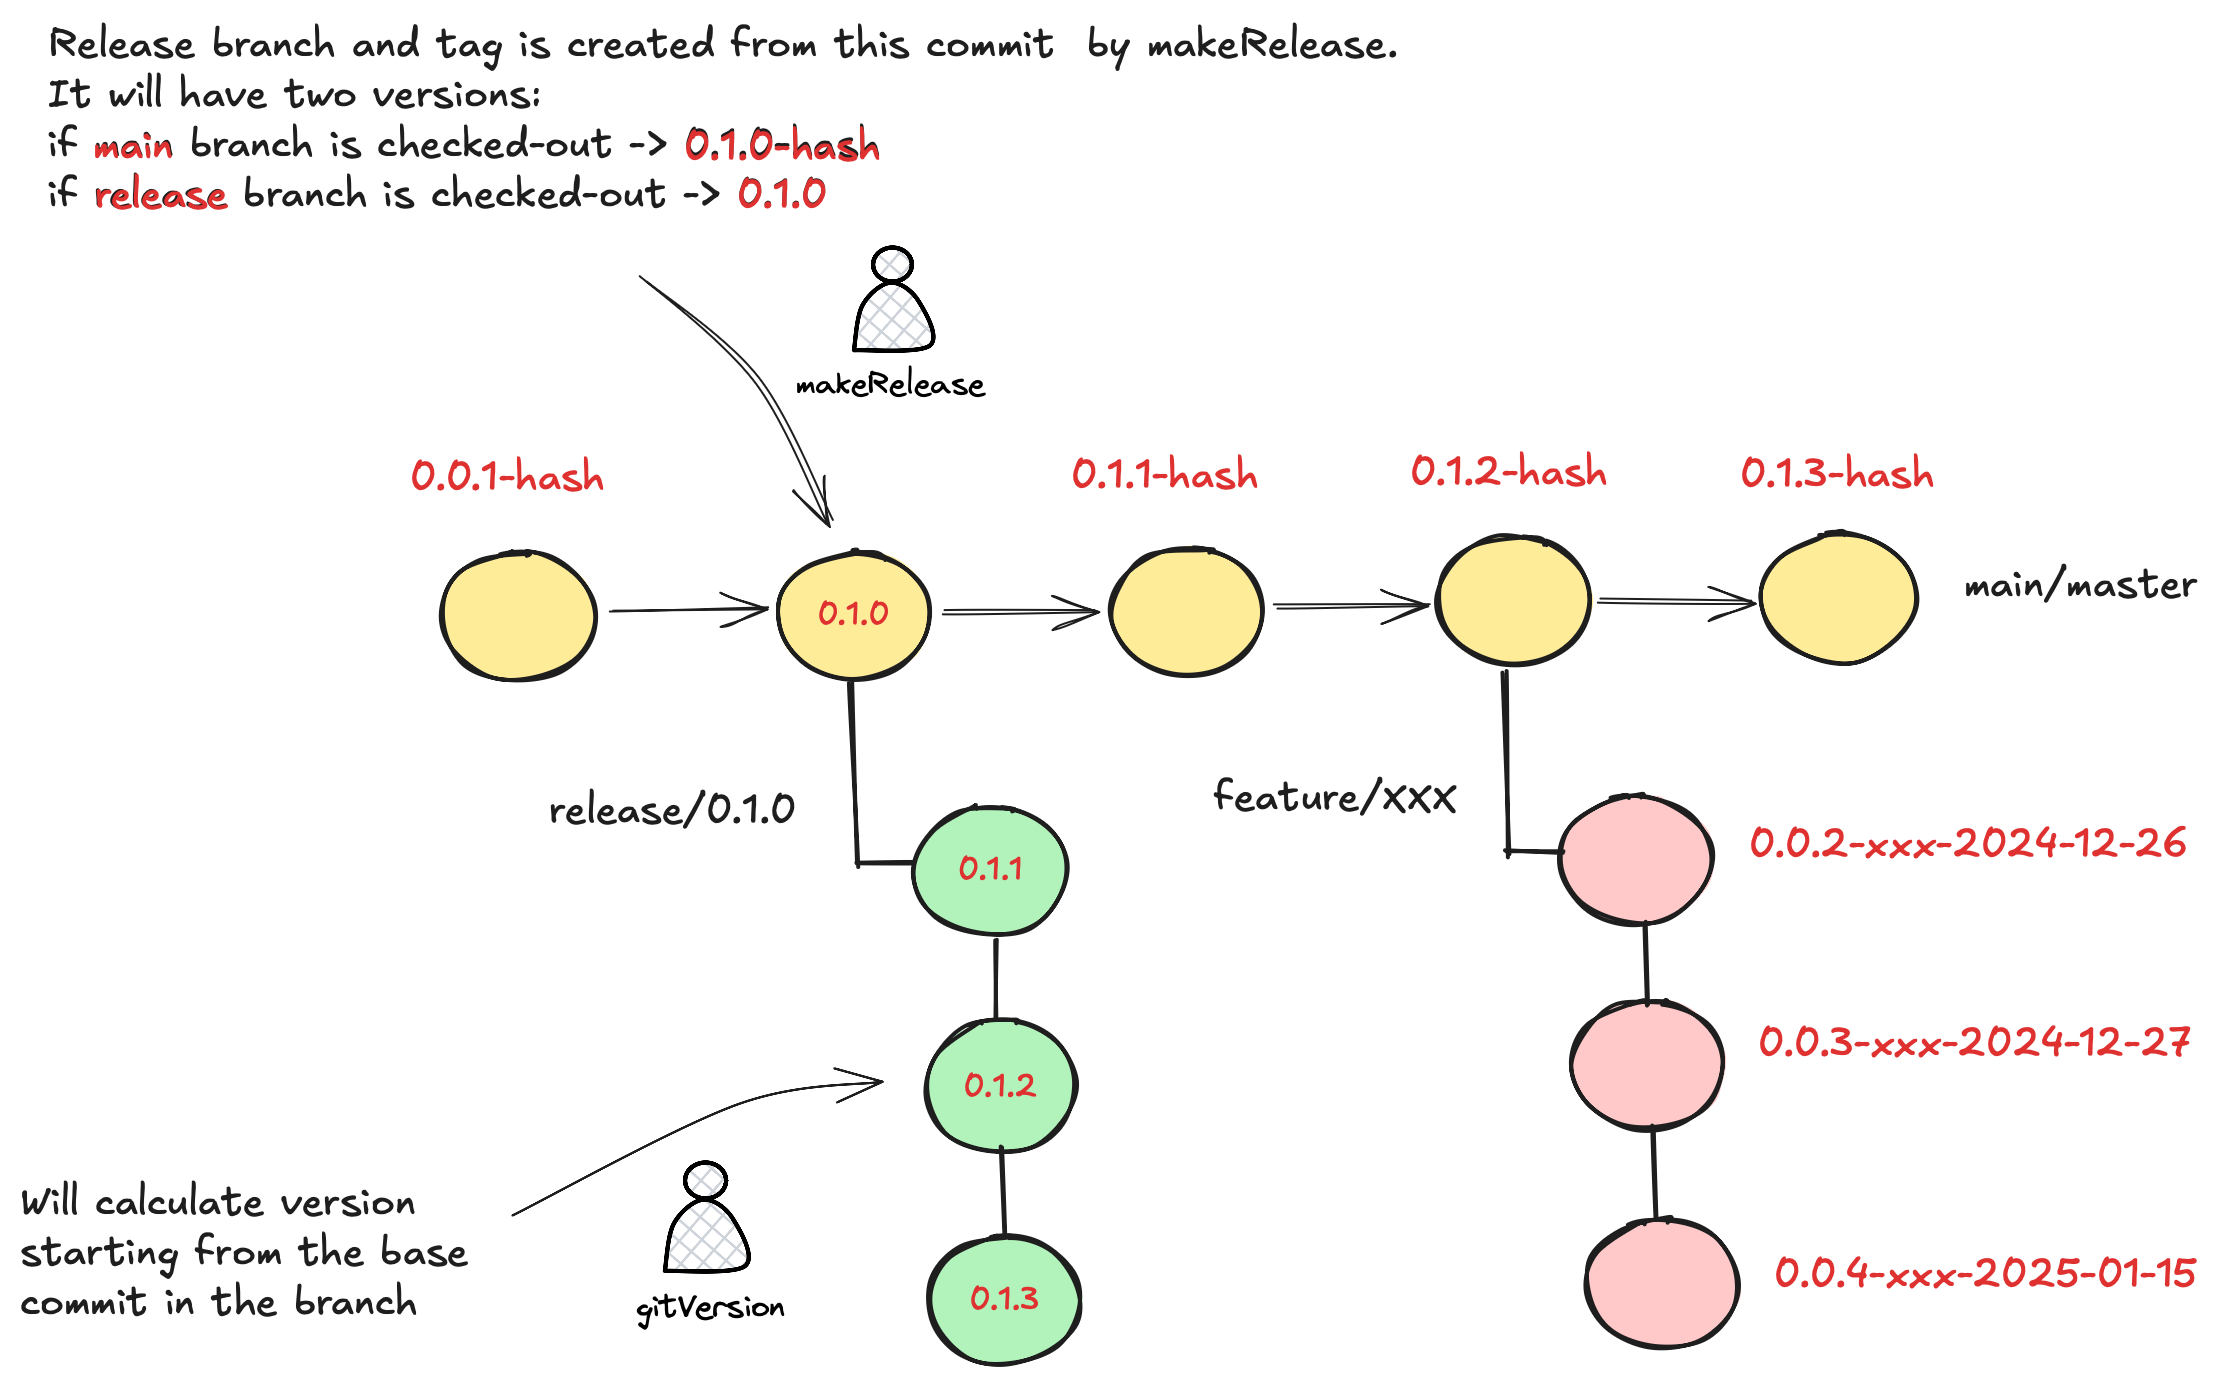 Release branch and tag is created from this commit by makeRelease.
It will have two versions:
if main branch is checked-out -> 0.1.0-hash
if release branch is checked-out -> 0.1.0
makeRelease
0.0.1-hash
0.1.1-hash
0.1.2-hash
0.1.3-hash
0.1.0
main/master
release/0.1.0
feature/XXX
0.1.1
0.0.2-xxx-2024-12-26
0.1.2
0.0.3-xxx-2024-12-27
Will calculate version
starting from the base
commit in the branch
gitVersion
0.1.3
0.0.4-xxx-2025-01-15